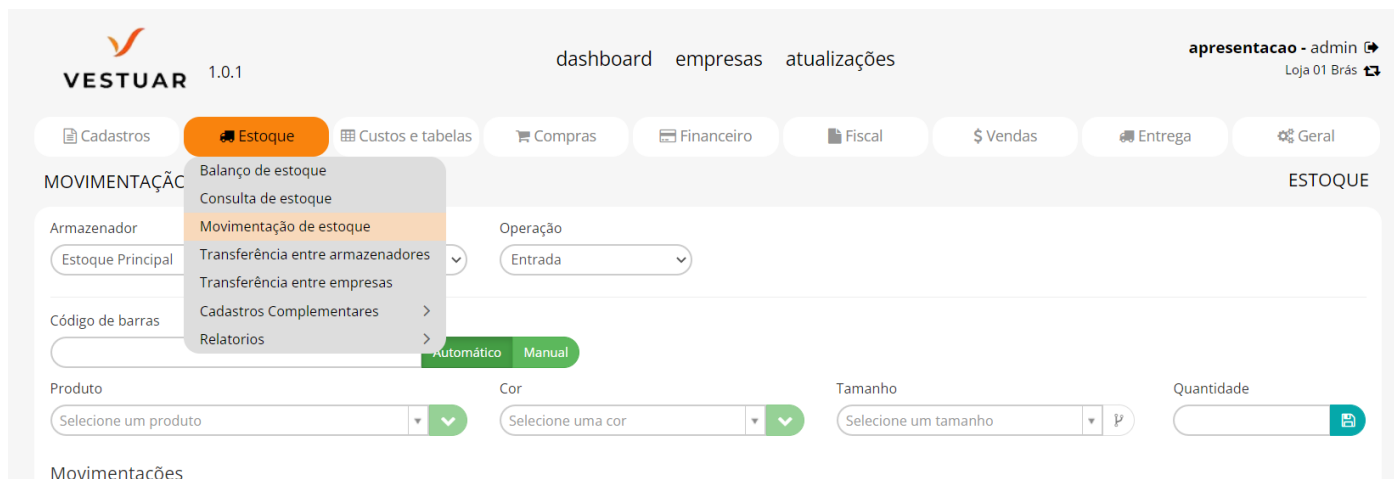 VESTUAR 1.0.1
dashboard empresas atualizações
apresentacao - admin
Loja 01 Brás
Cadastros Estoque Custos e tabelas Compras Financeiro Fiscal $ Vendas Entrega Geral
MOVIMENTAÇÃO
ESTOQUE
Balanço de estoque
Consulta de estoque
Movimentação de estoque
Transferência entre armazenadores
Transferência entre empresas
Cadastros Complementares
Relatorios
Armazenador
Estoque Principal
Operação
Entrada
Código de barras
Automático Manual
Produto Cor Tamanho Quantidade
Selecione um produto Selecione uma cor Selecione um tamanho
Movimentações